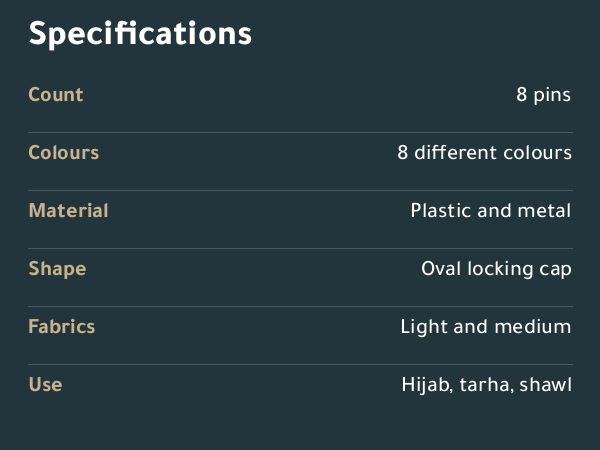 Specifications
Count 8 pins
Colours 8 different colours
Material Plastic and metal
Shape Oval locking cap
Fabrics Light and medium
Use Hijab, tarha, shawl